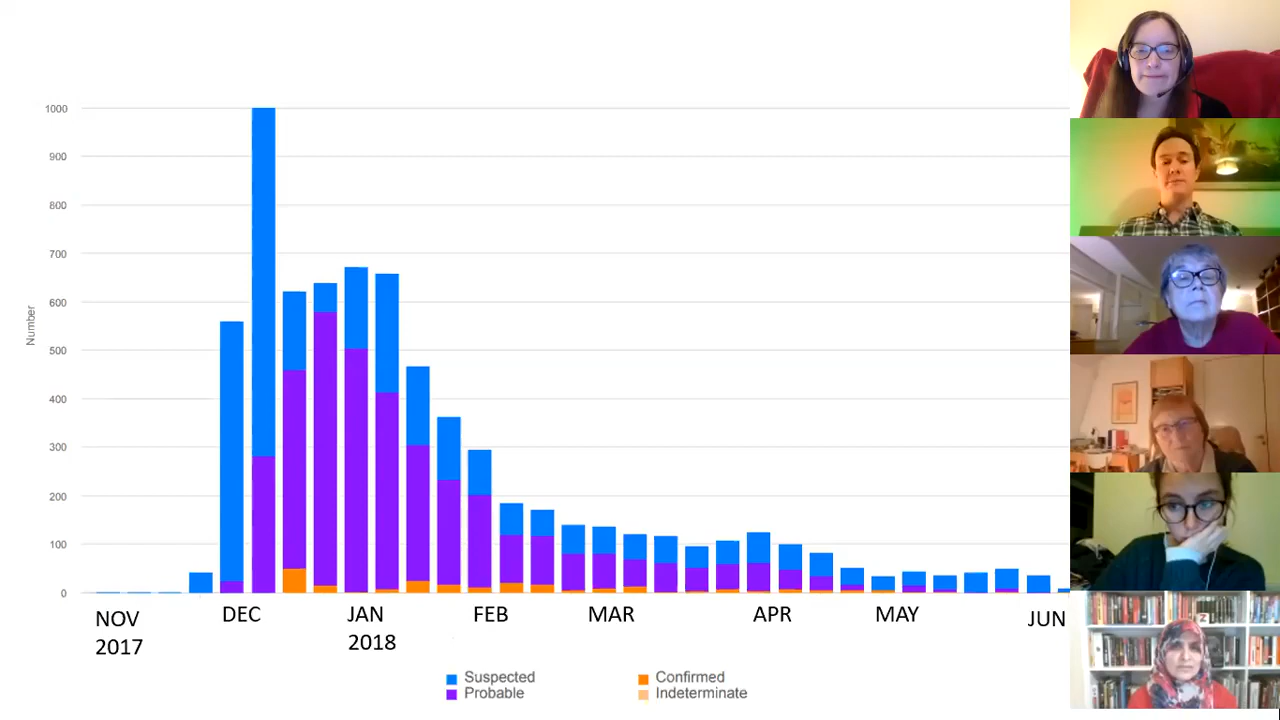 1000
900
800
700
600
500
400
300
200
100
0
Number
NOV
2017
DEC
JAN
2018
FEB
MAR
APR
MAY
JUN
Suspected
Probable
Confirmed
Indeterminate